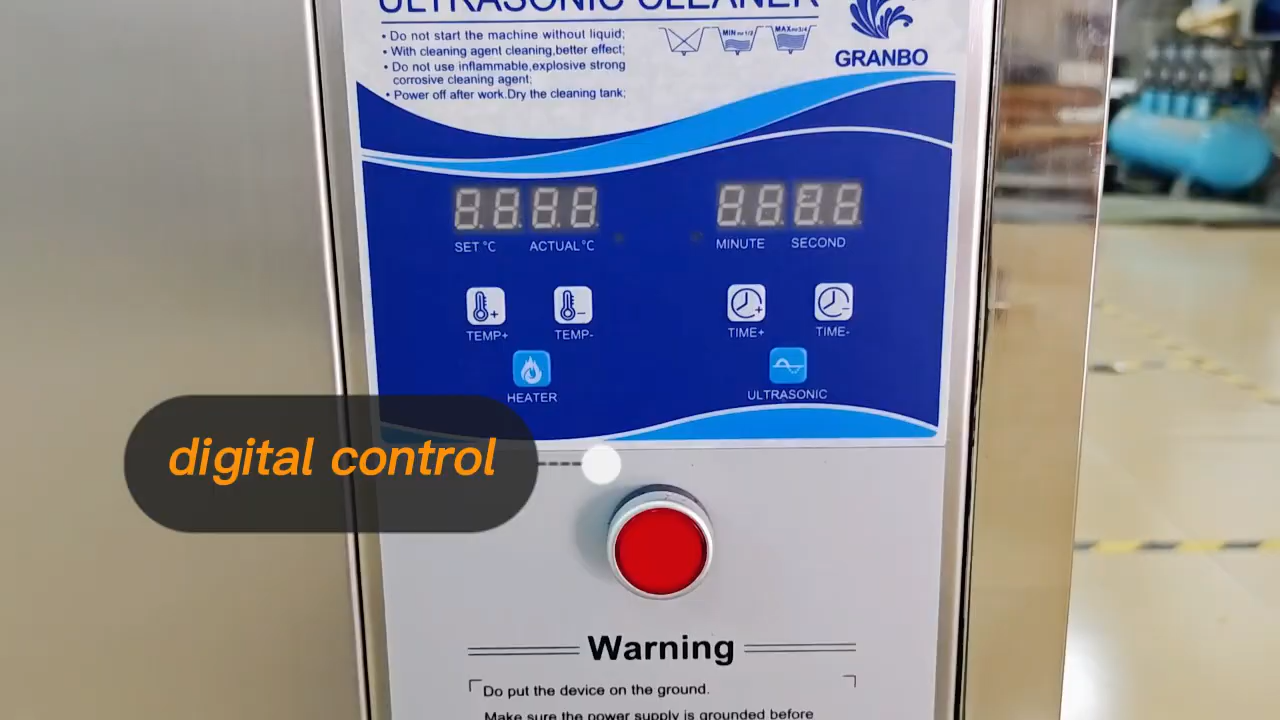 ULTRASONIC CLEANER
• Do not start the machine without liquid;
• With cleaning agent cleaning,better effect;
• Do not use inflammable,explosive strong
corrosive cleaning agent;
• Power off after work.Dry the cleaning tank;
MIN≥1/2
MAX≤3/4
GRANBO
SET °C
ACTUAL°C
MINUTE
SECOND
TEMP+
TEMP-
TIME+
TIME-
HEATER
ULTRASONIC
digital control
Warning
Do put the device on the ground.
Make sure the power supply is grounded before